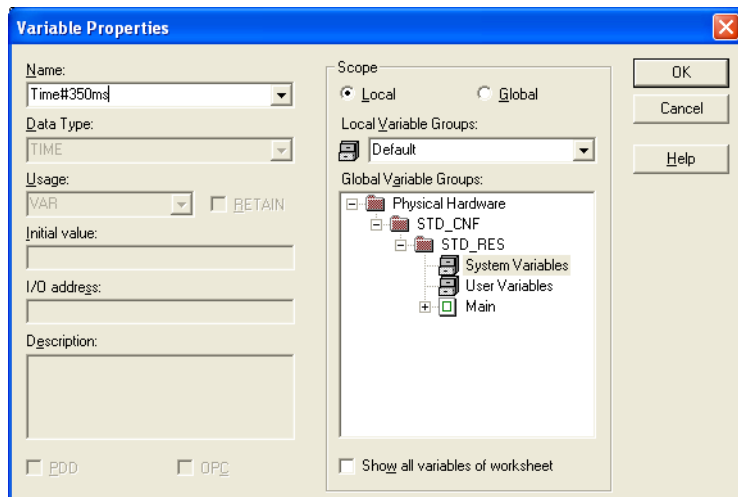 Variable Properties
Name:
Time#350ms
Data Type:
TIME
Usage:
VAR
RETAIN
Initial value:
I/O address:
Description:
PDD
OPC
Scope
Local
Global
Local Variable Groups:
Default
Global Variable Groups:
Physical Hardware
STD_CNF
STD_RES
System Variables
User Variables
Main
Show all variables of worksheet
OK
Cancel
Help